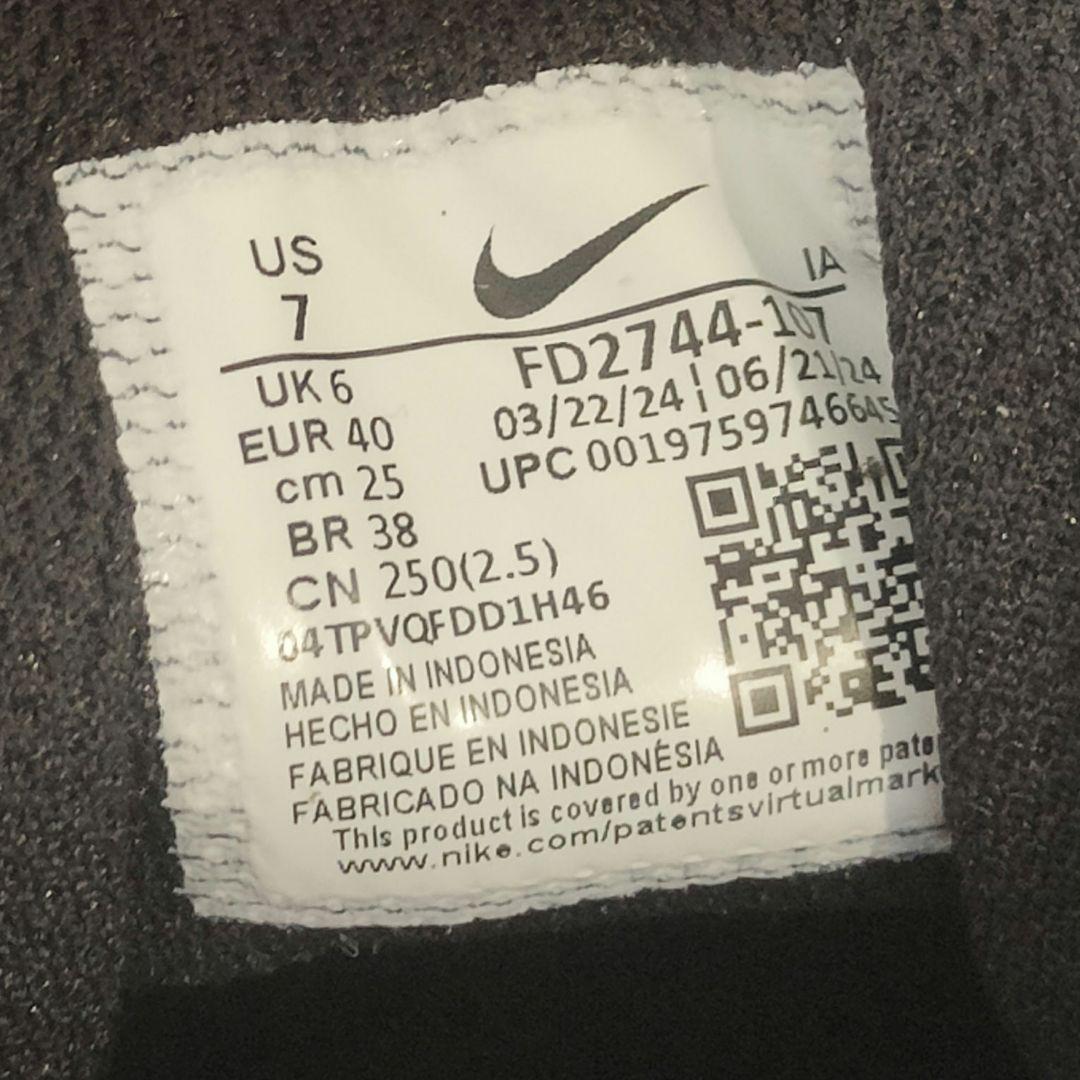 US
7
IA
UK 6
EUR 40
cm 25
BR 38
CN 250(2.5)
FD2744-107
03/22/24¦06/21/24
UPC 0019759746645
04TPVQFDD1H46
MADE IN INDONESIA
HECHO EN INDONESIA
FABRIQUE EN INDONESIE
FABRICADO NA INDONÉSIA
This product is covered by one or more pate
www.nike.com/patentsvirtualmark